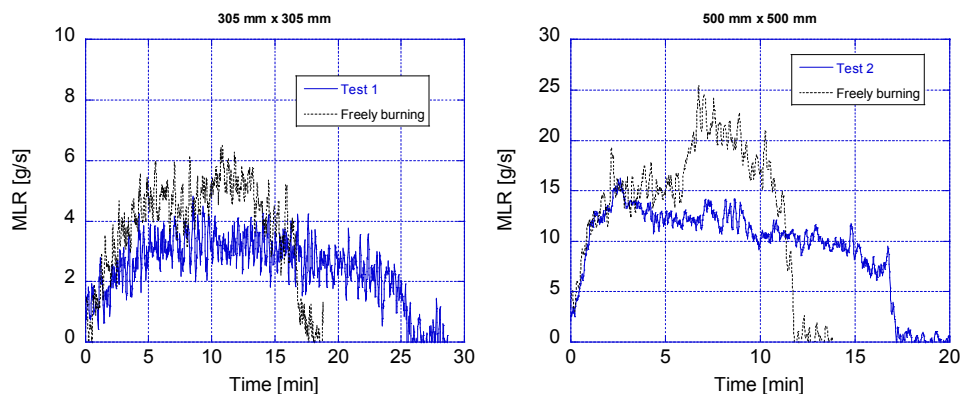 305 mm x 305 mm
10
8
6
4
2
0
MLR [g/s]
Test 1
Freely burning
0 5 10 15 20 25 30
Time [min]
500 mm x 500 mm
30
25
20
15
10
5
0
MLR [g/s]
Test 2
Freely burning
0 5 10 15 20
Time [min]